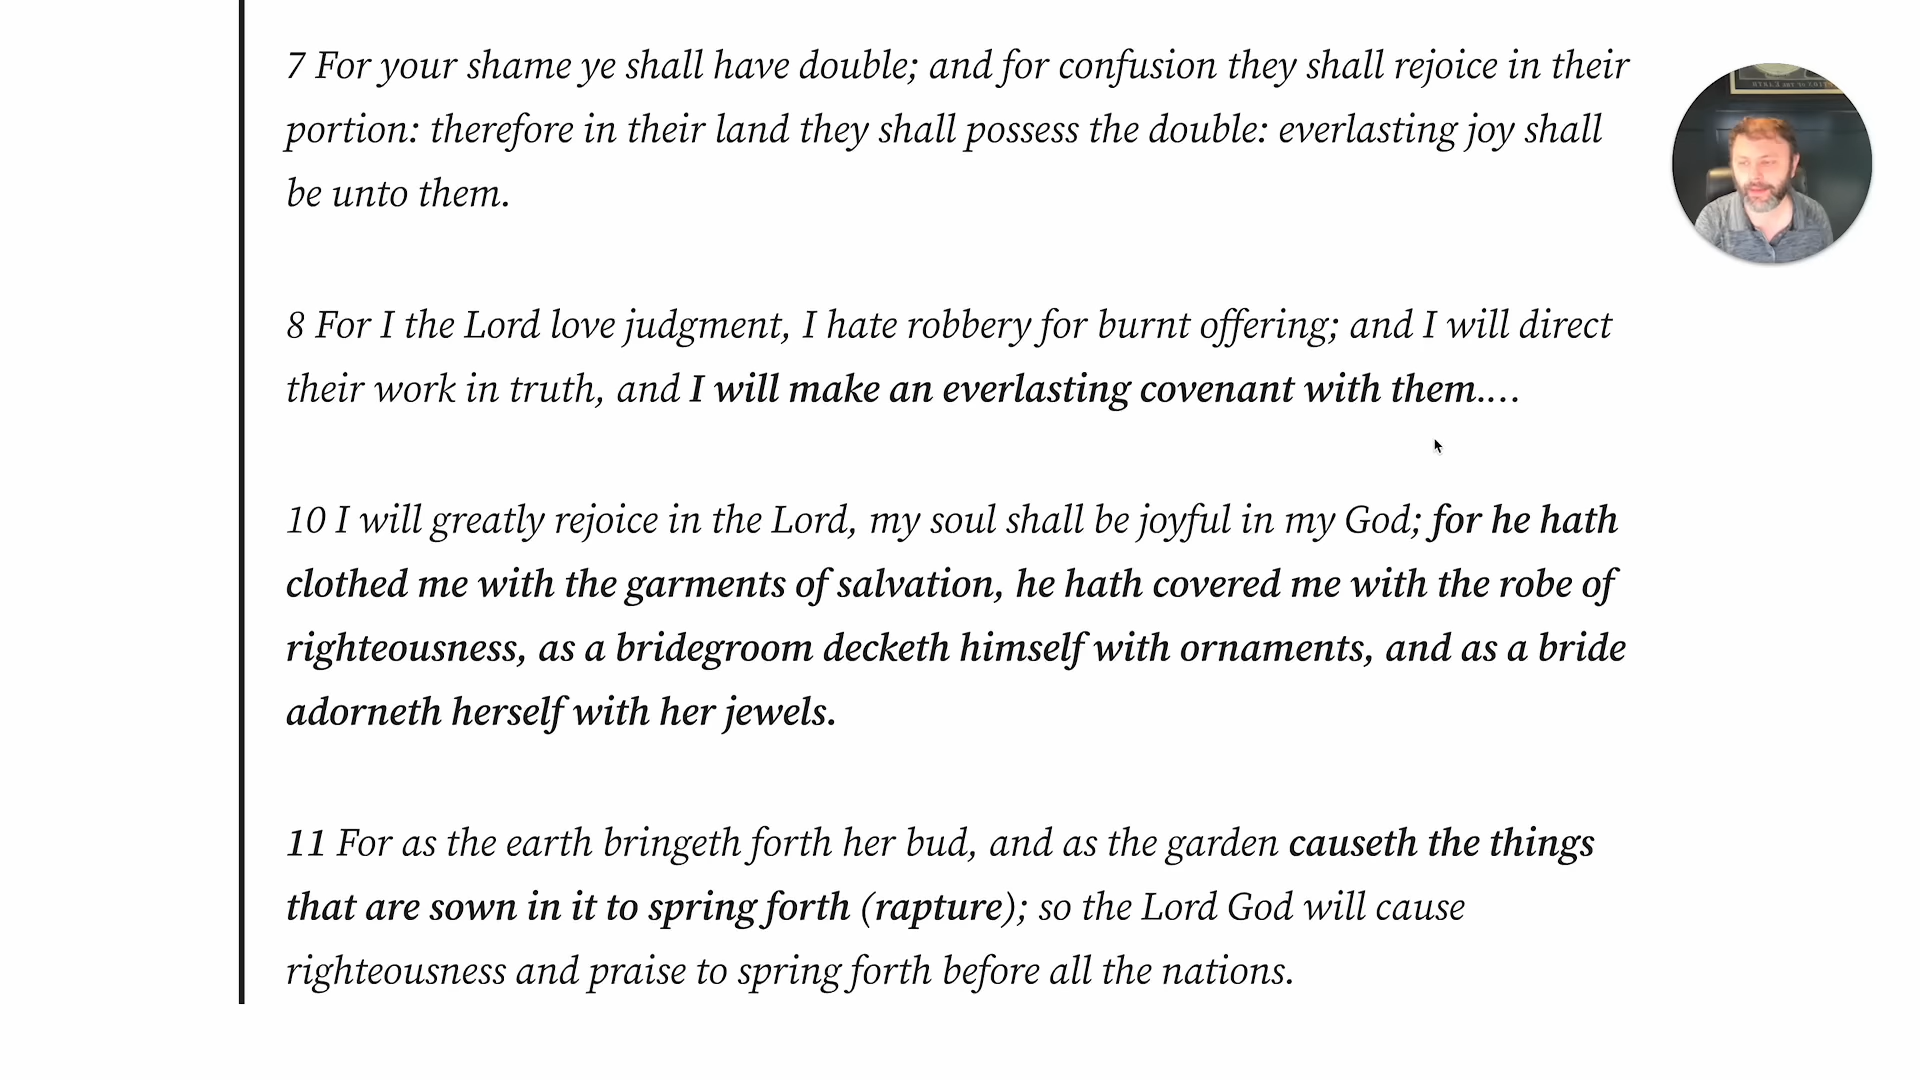 7 For your shame ye shall have double; and for confusion they shall rejoice in their
portion: therefore in their land they shall possess the double: everlasting joy shall
be unto them.
8 For I the Lord love judgment, I hate robbery for burnt offering; and I will direct
their work in truth, and I will make an everlasting covenant with them....
10 I will greatly rejoice in the Lord, my soul shall be joyful in my God; for he hath
clothed me with the garments of salvation, he hath covered me with the robe of
righteousness, as a bridegroom decketh himself with ornaments, and as a bride
adorneth herself with her jewels.
11 For as the earth bringeth forth her bud, and as the garden causeth the things
that are sown in it to spring forth (rapture); so the Lord God will cause
righteousness and praise to spring forth before all the nations.